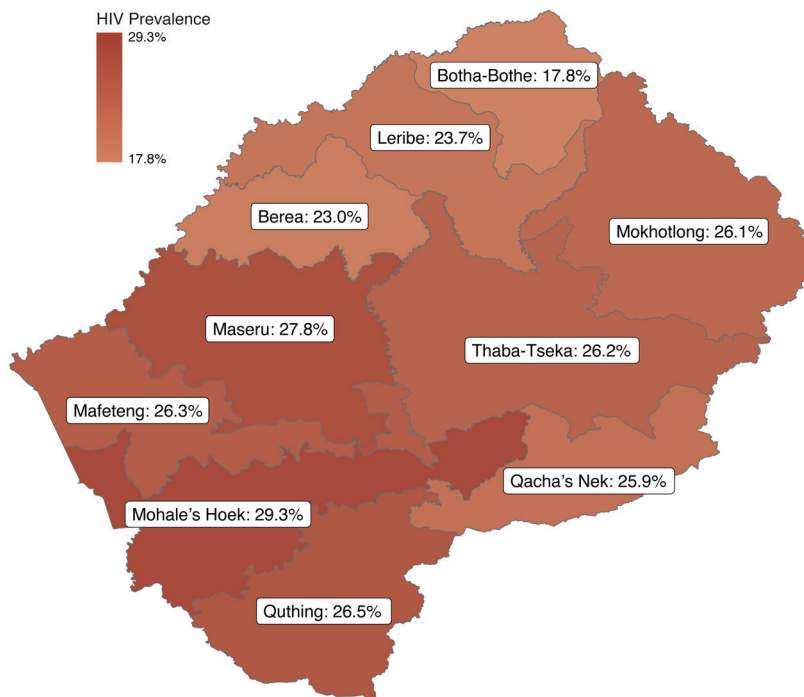 HIV Prevalence
29.3%
17.8%
Botha-Bothe: 17.8%
Leribe: 23.7%
Berea: 23.0%
Mokhotlong: 26.1%
Maseru: 27.8%
Thaba-Tseka: 26.2%
Mafeteng: 26.3%
Qacha’s Nek: 25.9%
Mohale’s Hoek: 29.3%
Quthing: 26.5%